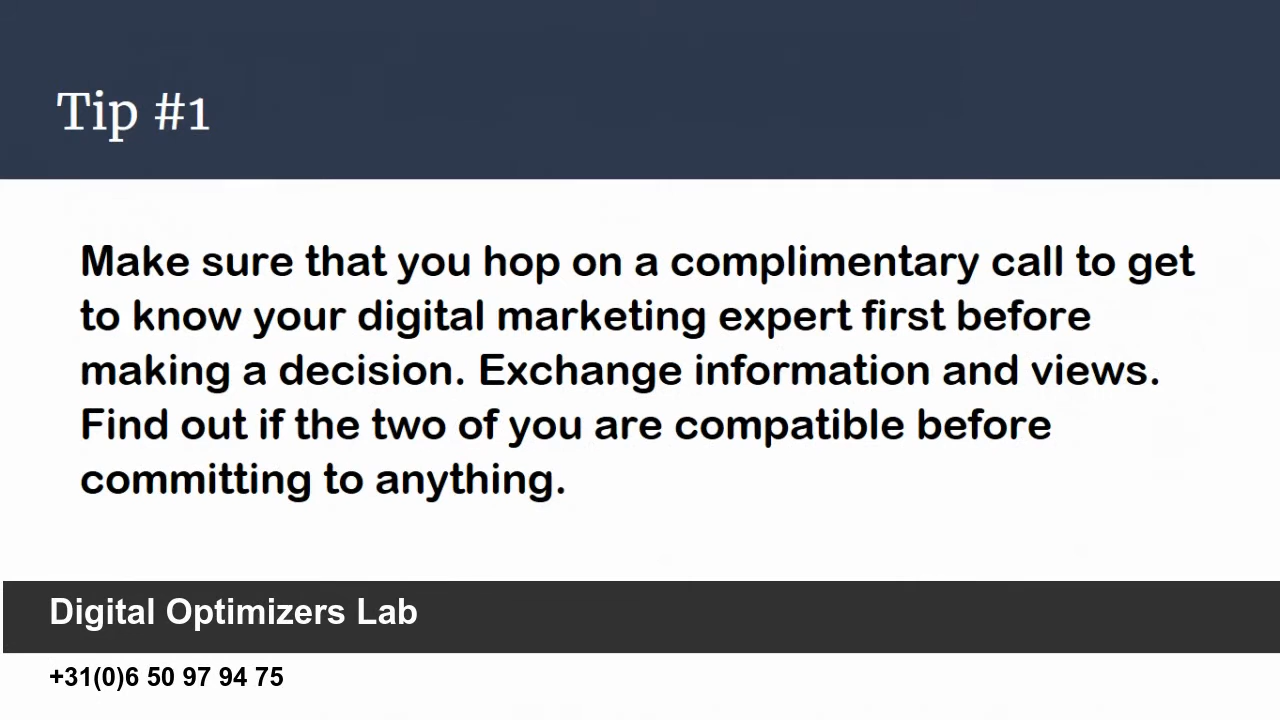 Tip #1
Make sure that you hop on a complimentary call to get
to know your digital marketing expert first before
making a decision. Exchange information and views.
Find out if the two of you are compatible before
committing to anything.
Digital Optimizers Lab
+31(0)6 50 97 94 75